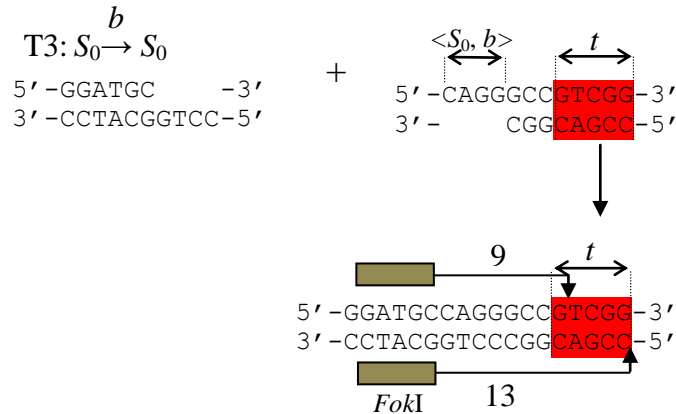 b
T3: S0→ S0
5′-GGATGC      -3′
3′-CCTACGGTCC-5′
+
<S0, b>
t
5′-CAGGGCCGTCGG-3′
3′-    CGGCAGCC-5′
9
t
5′-GGATGCCAGGGCCGTCGG-3′
3′-CCTACGGTCCCGGCAGCC-5′
FokI
13